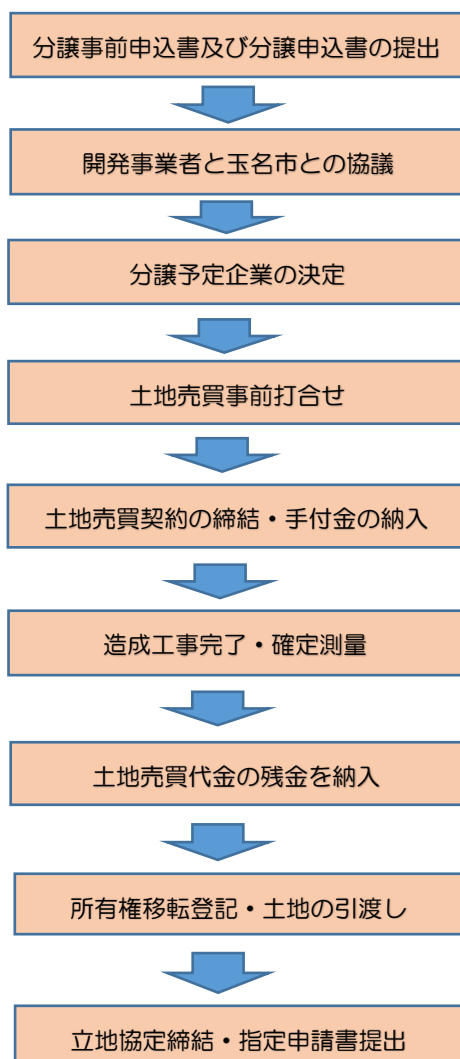 分譲事前申込書及び分譲申込書の提出
開発事業者と玉名市との協議
分譲予定企業の決定
土地売買事前打合せ
土地売買契約の締結・手付金の納入
造成工事完了・確定測量
土地売買代金の残金を納入
所有権移転登記・土地の引渡し
立地協定締結・指定申請書提出